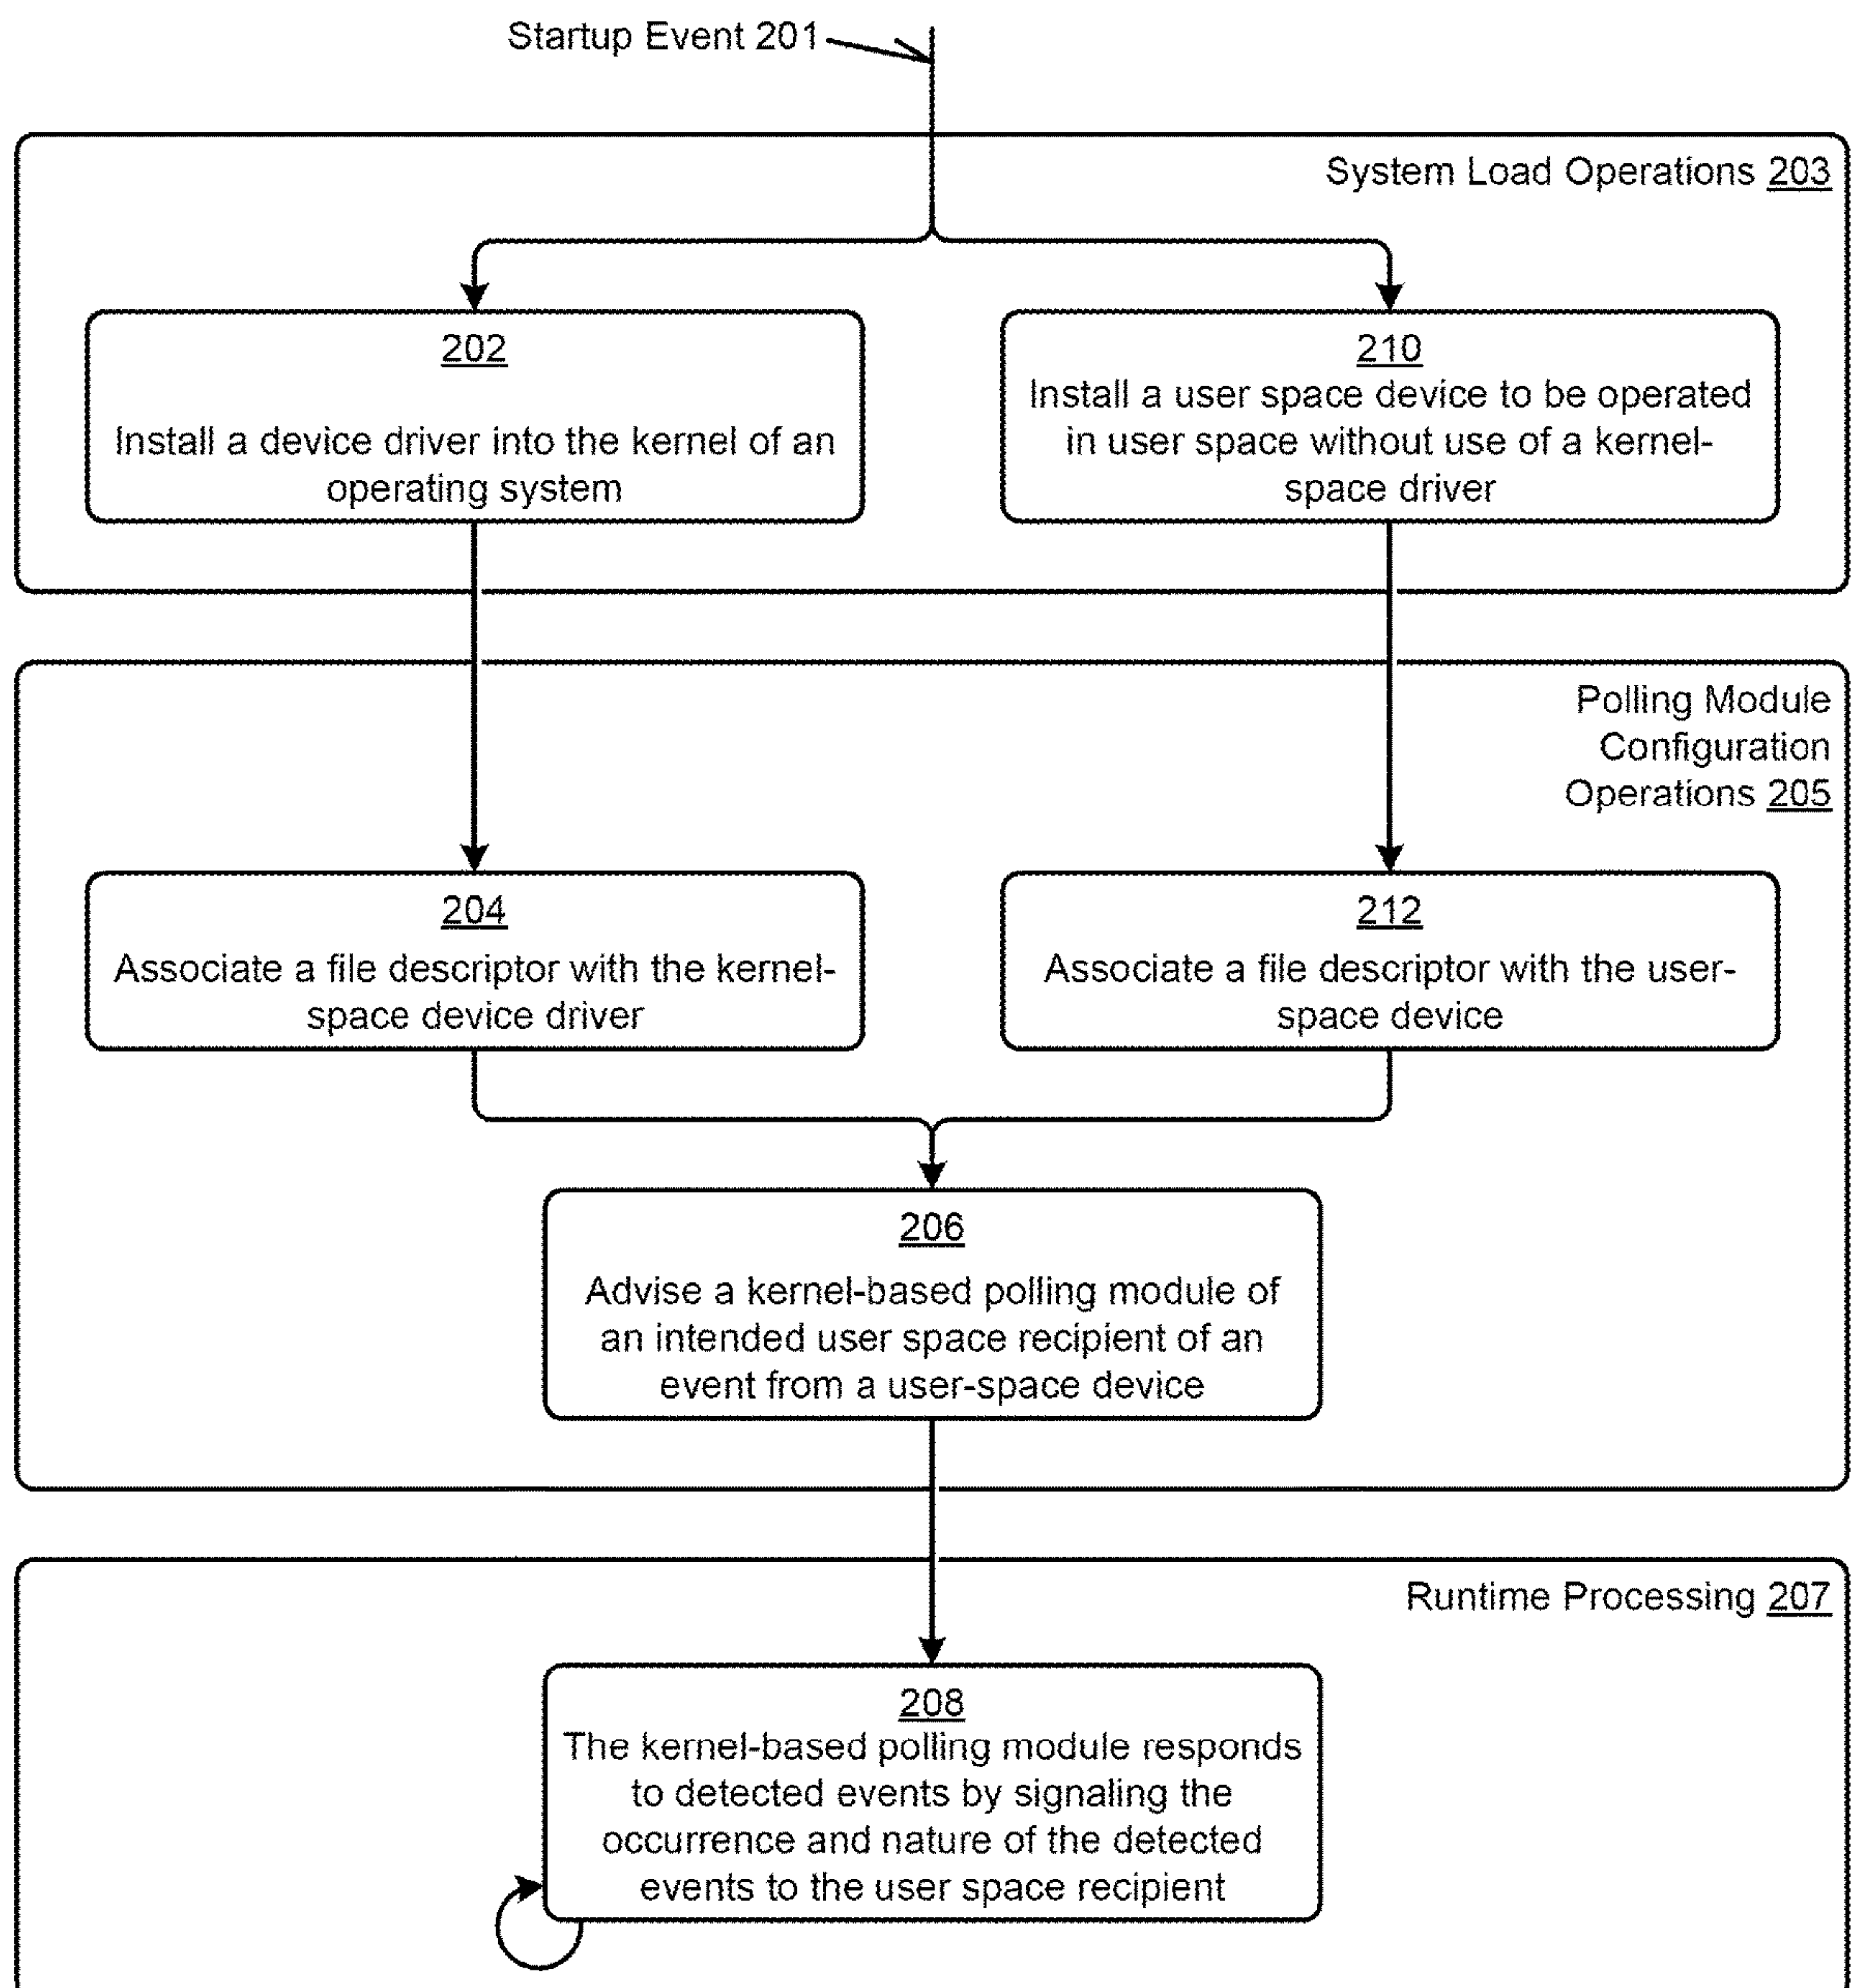 Startup Event 201
System Load Operations 203
202
Install a device driver into the kernel of an
operating system
210
Install a user space device to be operated
in user space without use of a kernel-
space driver
Polling Module
Configuration
Operations 205
204
Associate a file descriptor with the kernel-
space device driver
212
Associate a file descriptor with the user-
space device
206
Advise a kernel-based polling module of
an intended user space recipient of an
event from a user-space device
Runtime Processing 207
208
The kernel-based polling module responds
to detected events by signaling the
occurrence and nature of the detected
events to the user space recipient